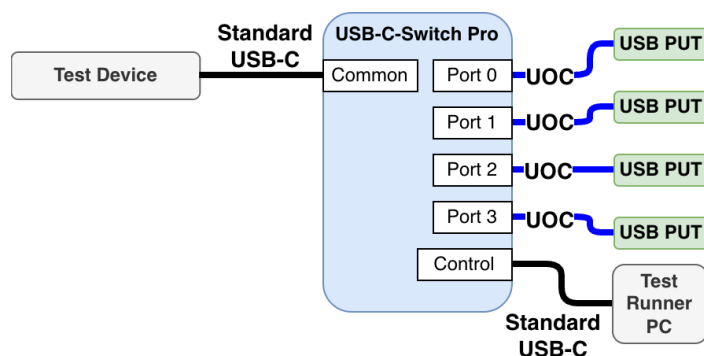 Standard
USB-C
USB-C-Switch Pro
USB PUT
Test Device
Common
Port 0
UOC
Port 1
UOC
USB PUT
Port 2
UOC
USB PUT
Port 3
UOC
USB PUT
Control
Standard
USB-C
Test
Runner
PC